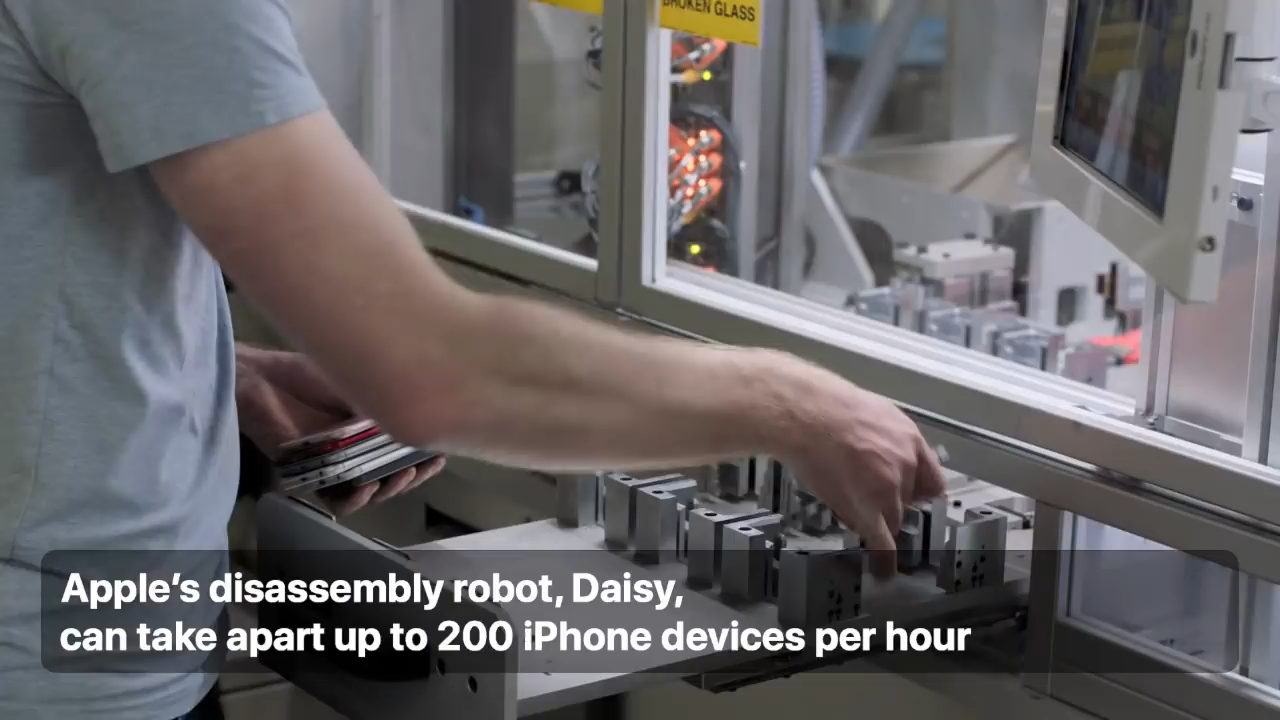 BROKEN GLASS
Apple’s disassembly robot, Daisy,
can take apart up to 200 iPhone devices per hour